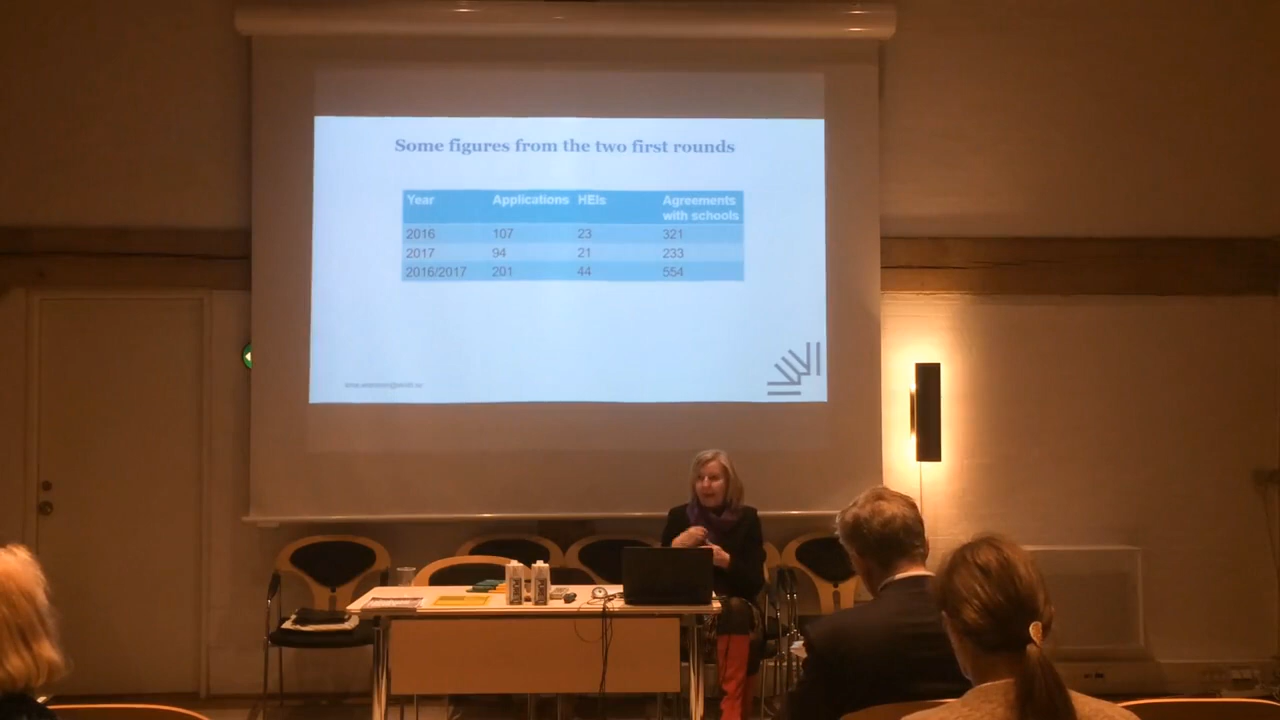 Some figures from the two first rounds
Year Applications HEIs Agreements with schools
2016 107 23 321
2017 94 21 233
2016/2017 201 44 554